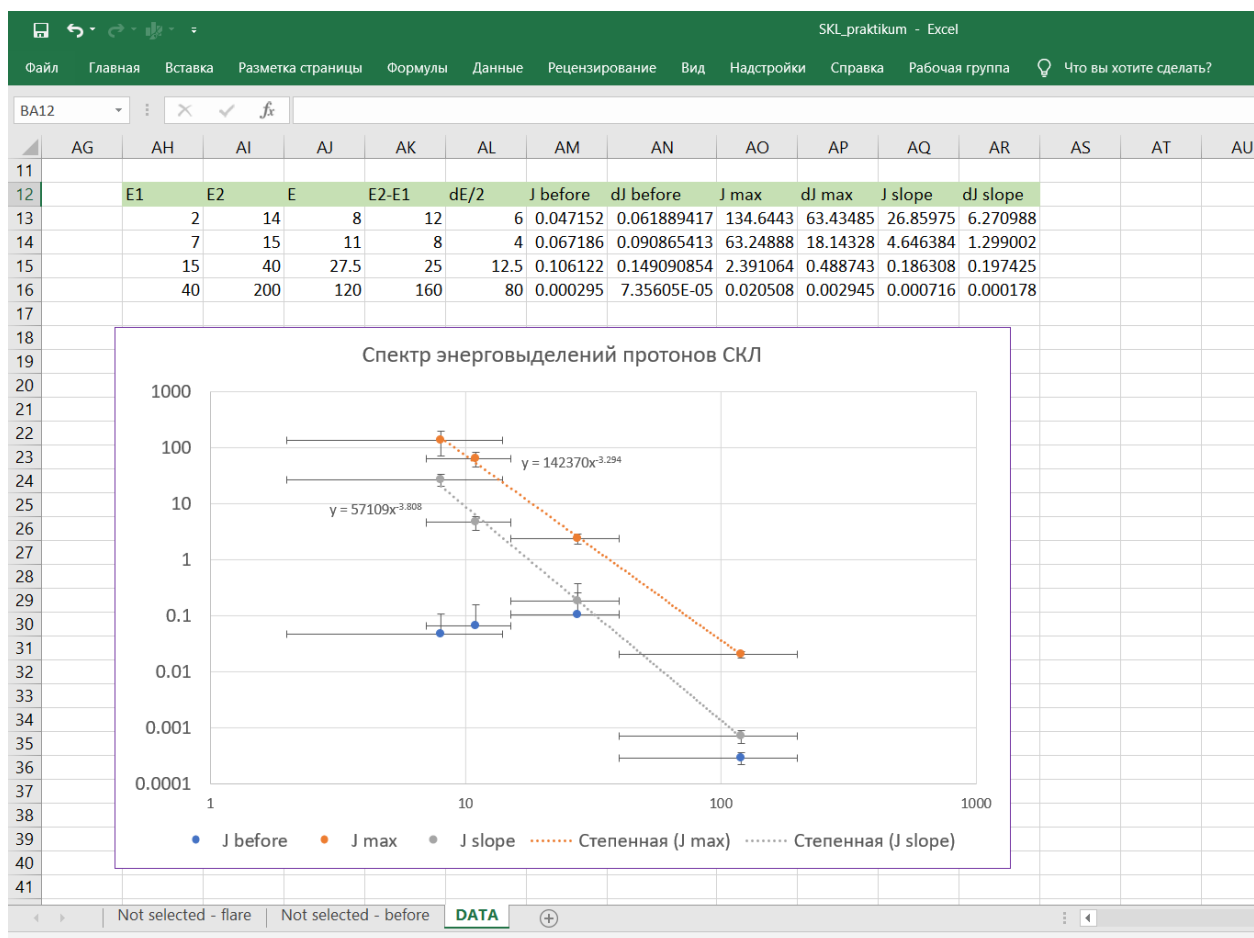 SKL_praktikum - Excel
Файл Главная Вставка Разметка страницы Формулы Данные Рецензирование Вид Надстройки Справка Рабочая группа Что вы хотите сделать?
BA12 fx
AG AH AI AJ AK AL AM AN AO AP AQ AR AS AT AU
11
12 E1 E2 E E2-E1 dE/2 J before dJ before J max dJ max J slope dJ slope
13 2 14 8 12 6 0.047152 0.061889417 134.6443 63.43485 26.85975 6.270988
14 7 15 11 8 4 0.067186 0.090865413 63.24888 18.14328 4.646384 1.299002
15 15 40 27.5 25 12.5 0.106122 0.149090854 2.391064 0.488743 0.186308 0.197425
16 40 200 120 160 80 0.000295 7.35605E-05 0.020508 0.002945 0.000716 0.000178
17
18
19
20
21
22
23
24
25
26
27
28
29
30
31
32
33
34
35
36
37
38
39
40
41
Спектр энерговыделений протонов СКЛ
1000
100
10
1
0.1
0.01
0.001
0.0001
y = 142370x-3.294
y = 57109x-3.808
1 10 100 1000
J before J max J slope Степенная (J max) Степенная (J slope)
Not selected - flare Not selected - before DATA